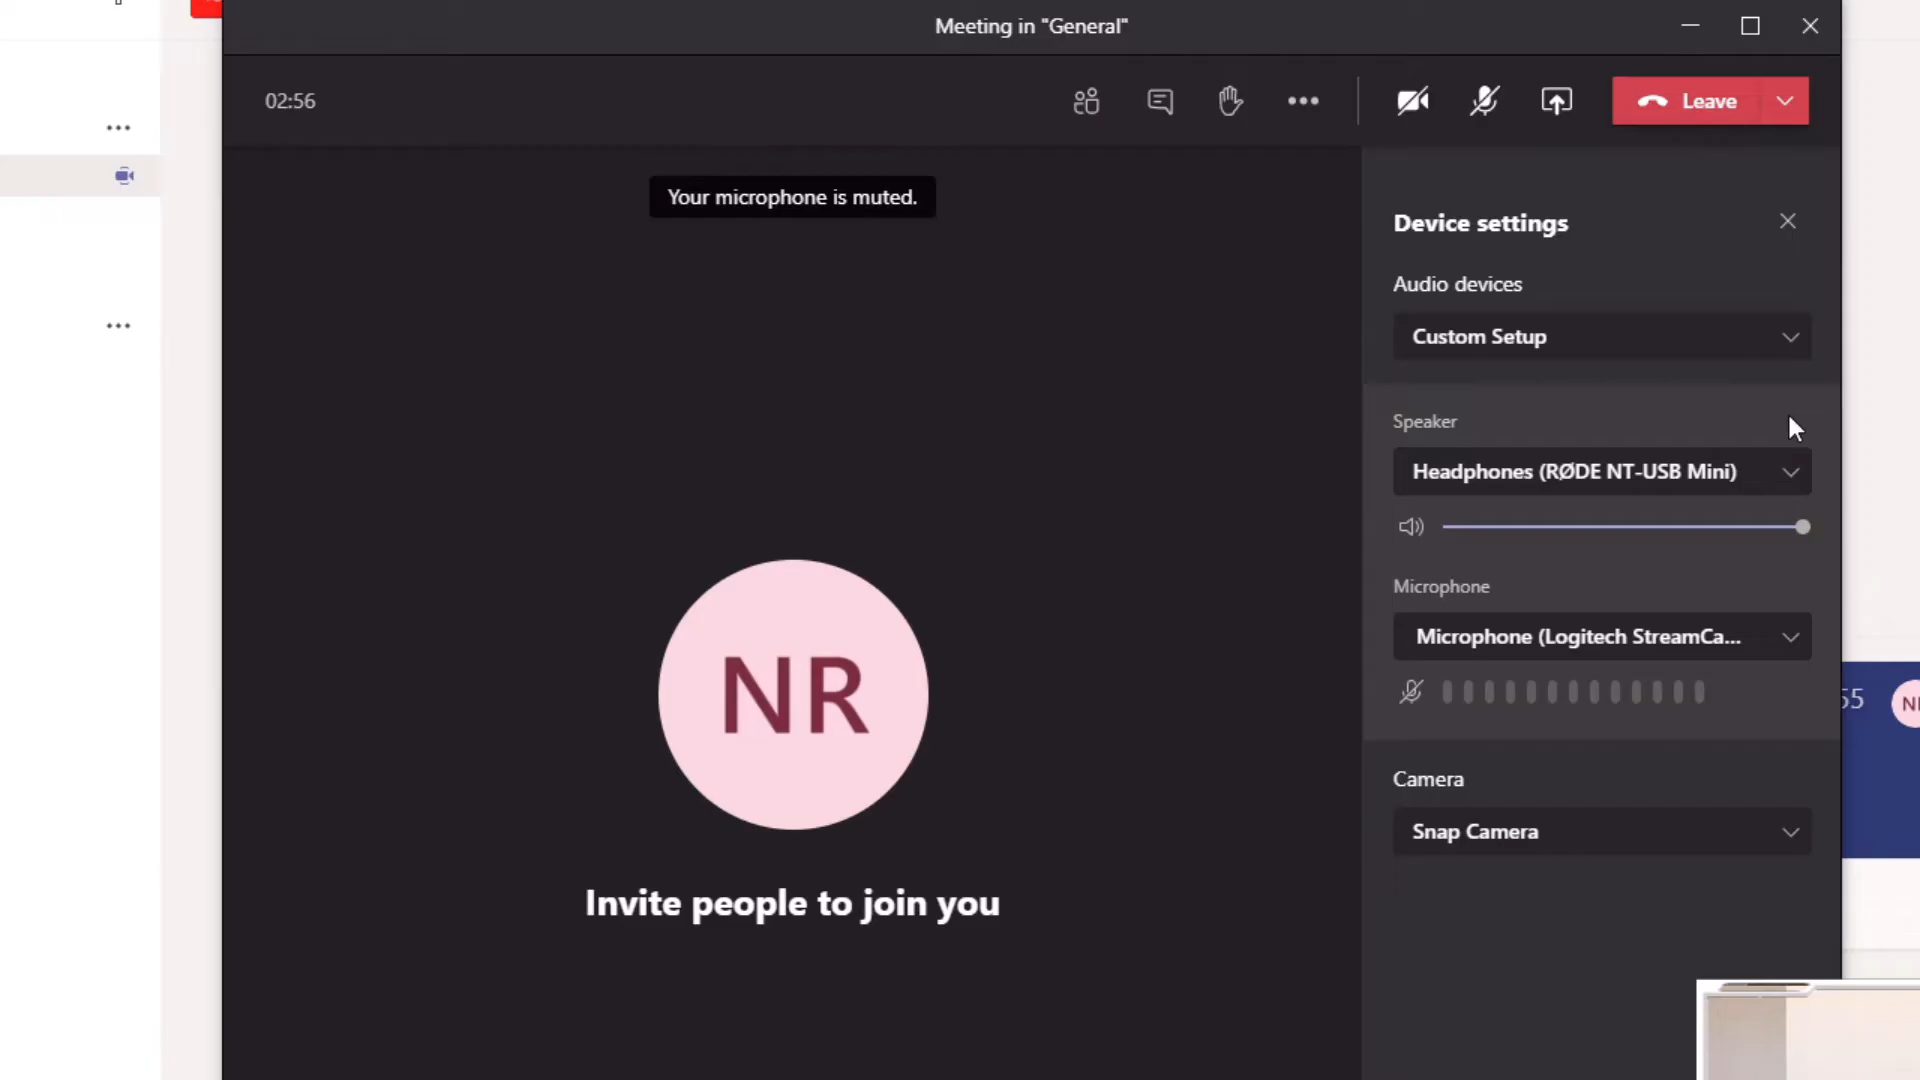 Meeting in "General"
02:56
Leave
Your microphone is muted.
Device settings
Audio devices
Custom Setup
Speaker
Headphones (RØDE NT-USB Mini)
Microphone
Microphone (Logitech StreamCa...
Camera
Snap Camera
NR
Invite people to join you
55